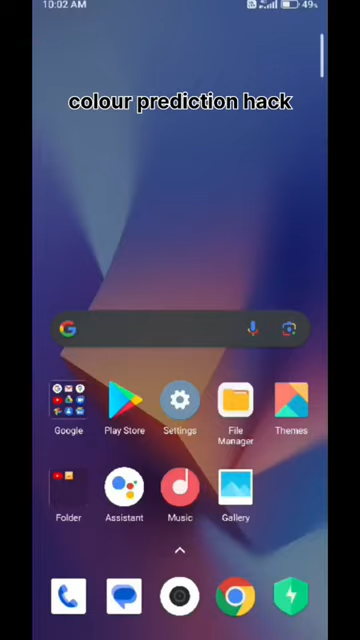 10:02 AM
49%
colour prediction hack
Google
Play Store
Settings
File
Manager
Themes
Folder
Assistant
Music
Gallery